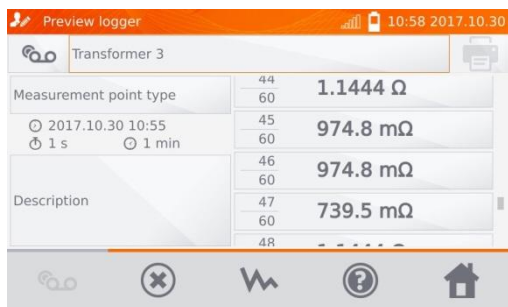 Preview logger
10:58 2017.10.30
Transformer 3
Measurement point type
2017.10.30 10:55
1 s
1 min
Description
44
60
1.1444 Ω
45
60
974.8 mΩ
46
60
974.8 mΩ
47
60
739.5 mΩ
48